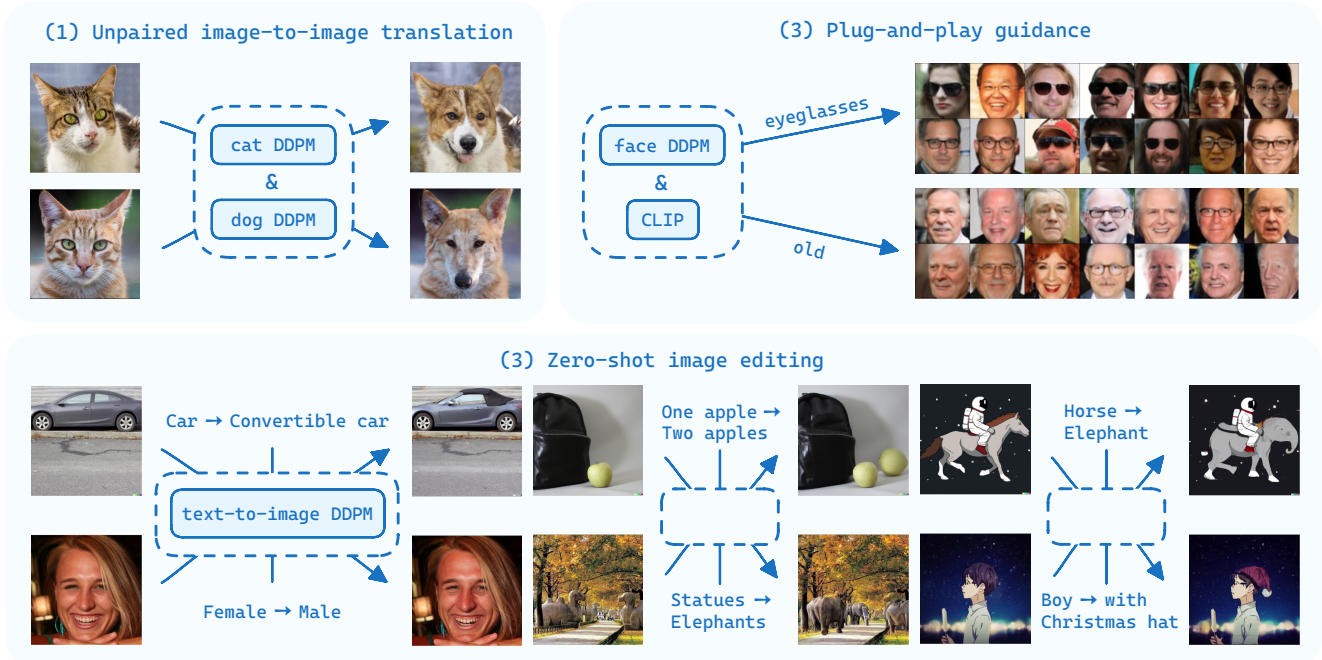 (1) Unpaired image-to-image translation
cat DDPM
&
dog DDPM
(3) Plug-and-play guidance
face DDPM
&
CLIP
eyeglasses
old
(3) Zero-shot image editing
Car → Convertible car
text-to-image DDPM
Female → Male
One apple →
Two apples
Statues →
Elephants
Horse →
Elephant
Boy → with
Christmas hat